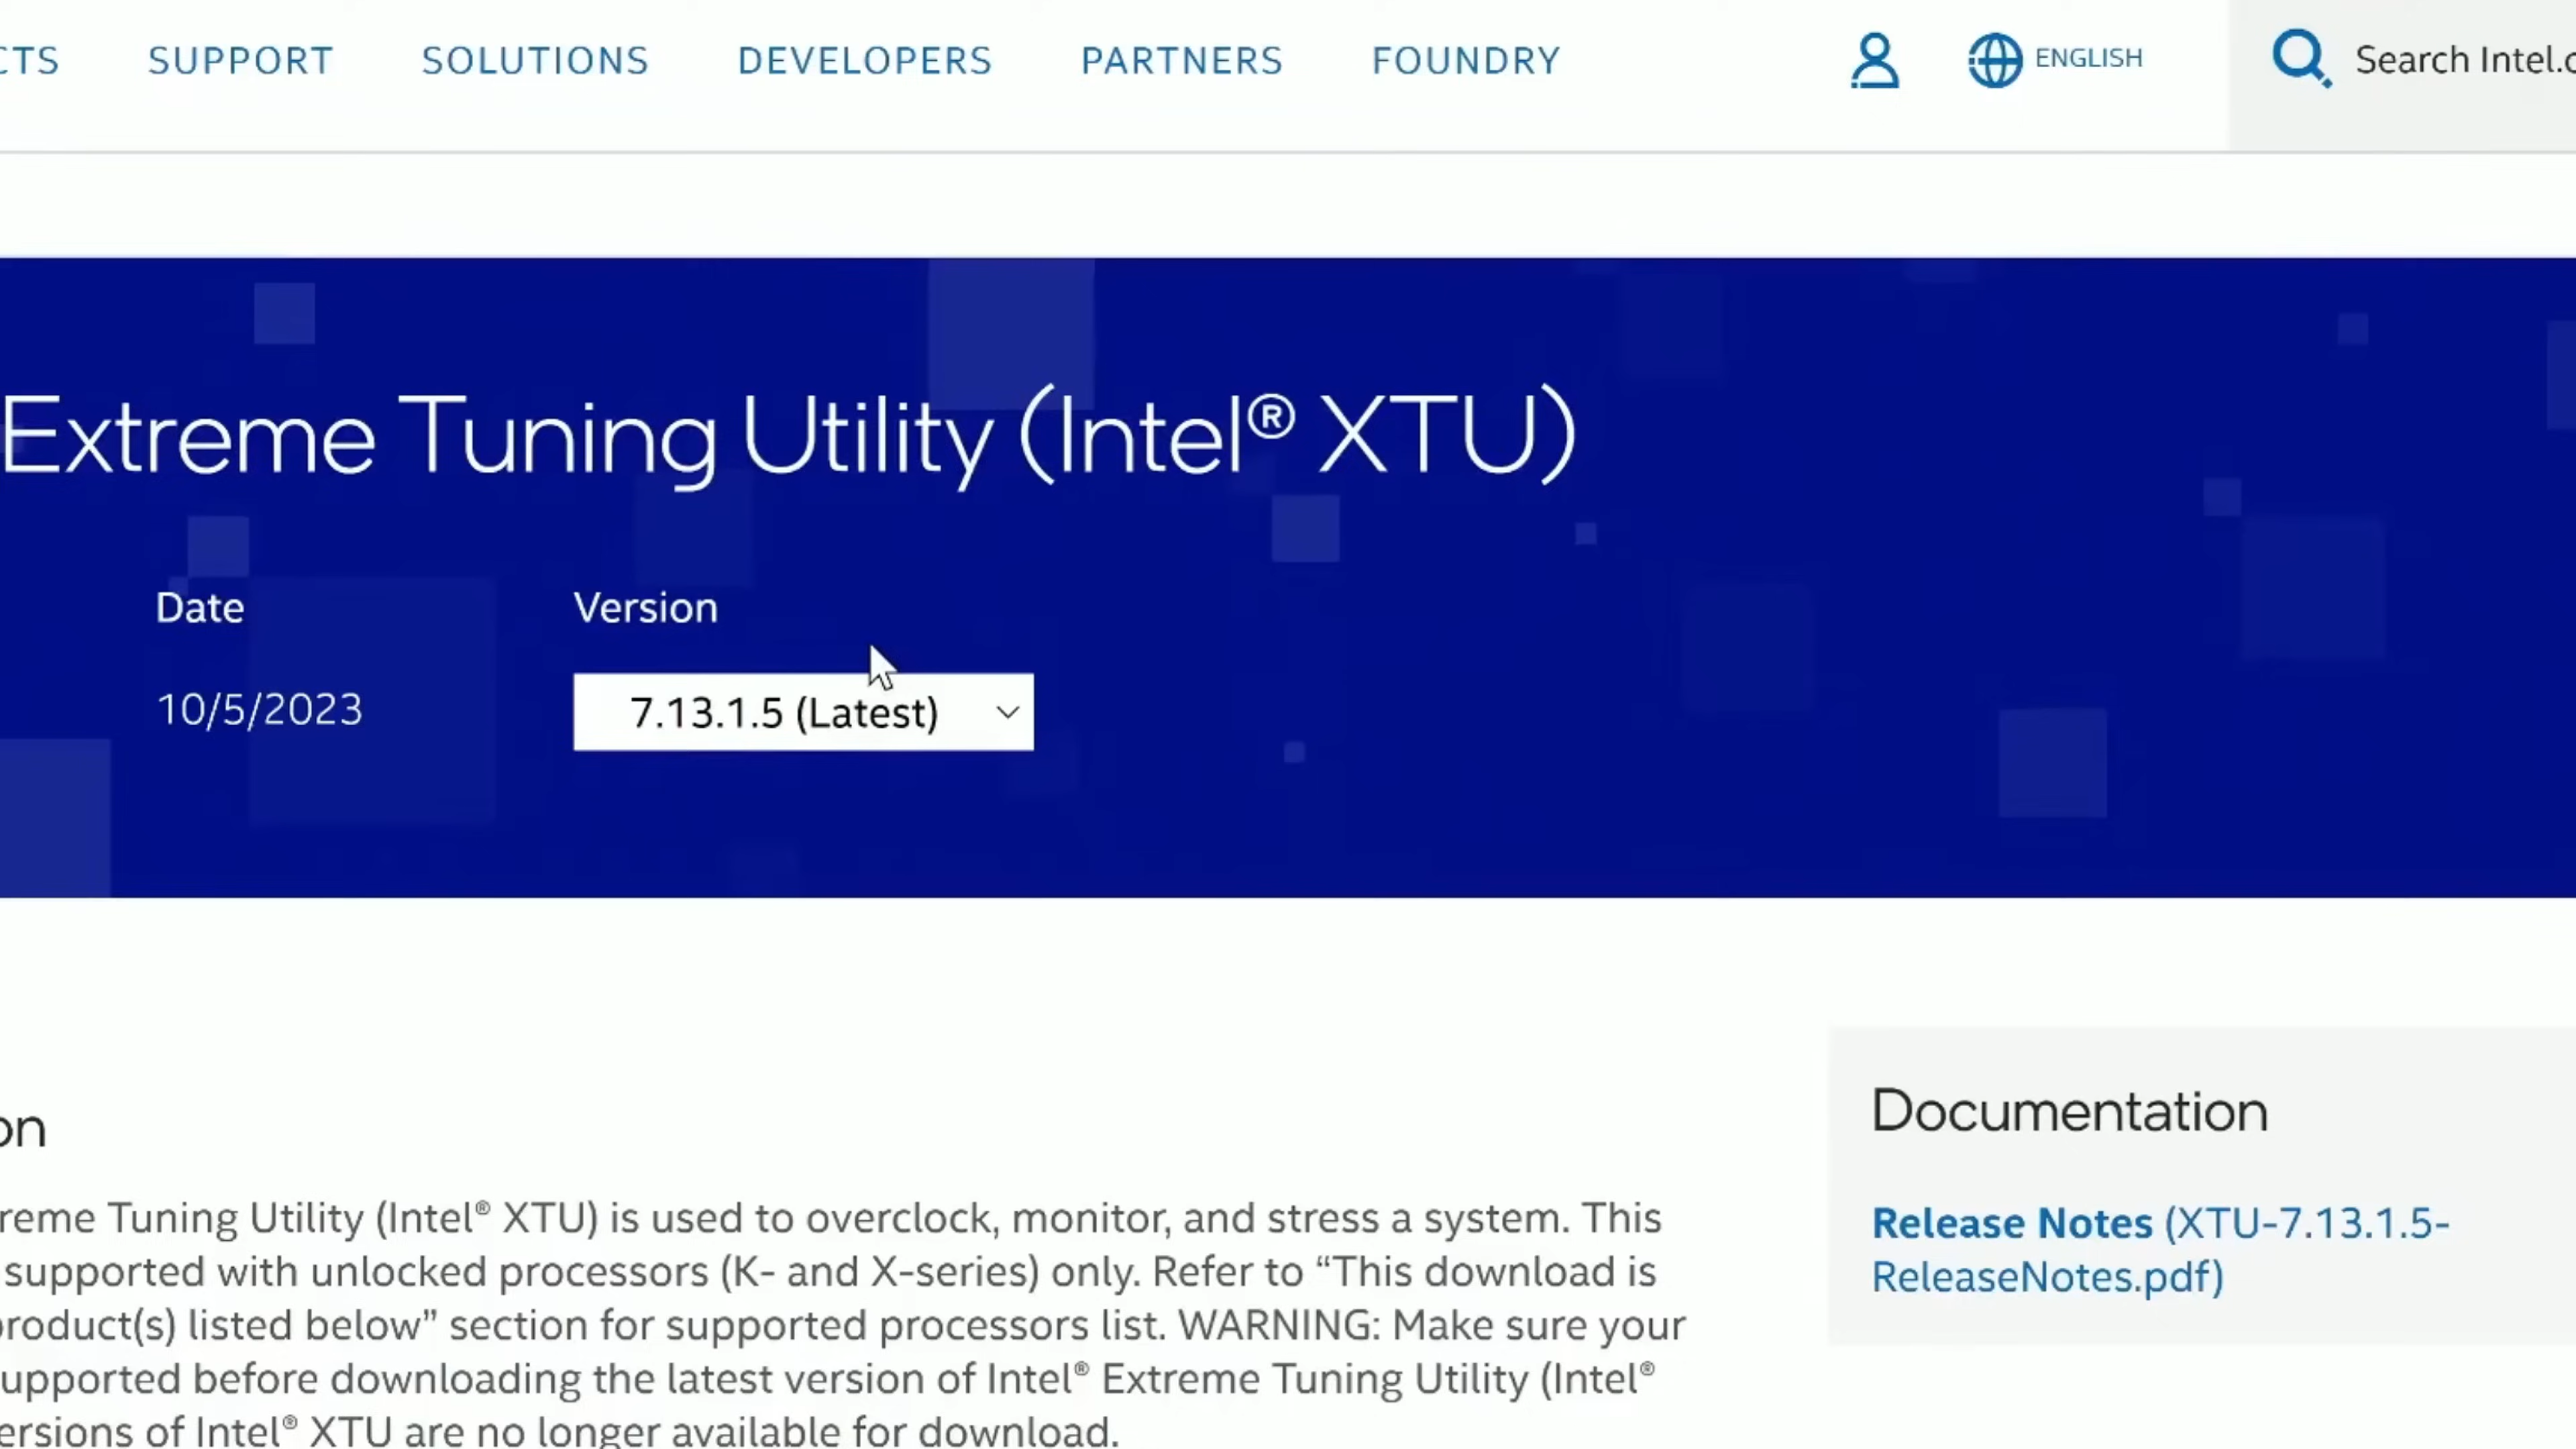 CTS SUPPORT SOLUTIONS DEVELOPERS PARTNERS FOUNDRY ENGLISH Search Intel.c
Extreme Tuning Utility (Intel® XTU)
Date Version
10/5/2023 7.13.1.5 (Latest)
on
reme Tuning Utility (Intel® XTU) is used to overclock, monitor, and stress a system. This
supported with unlocked processors (K- and X-series) only. Refer to “This download is
product(s) listed below” section for supported processors list. WARNING: Make sure your
upported before downloading the latest version of Intel® Extreme Tuning Utility (Intel®
ersions of Intel® XTU are no longer available for download.
Documentation
Release Notes (XTU-7.13.1.5-
ReleaseNotes.pdf)